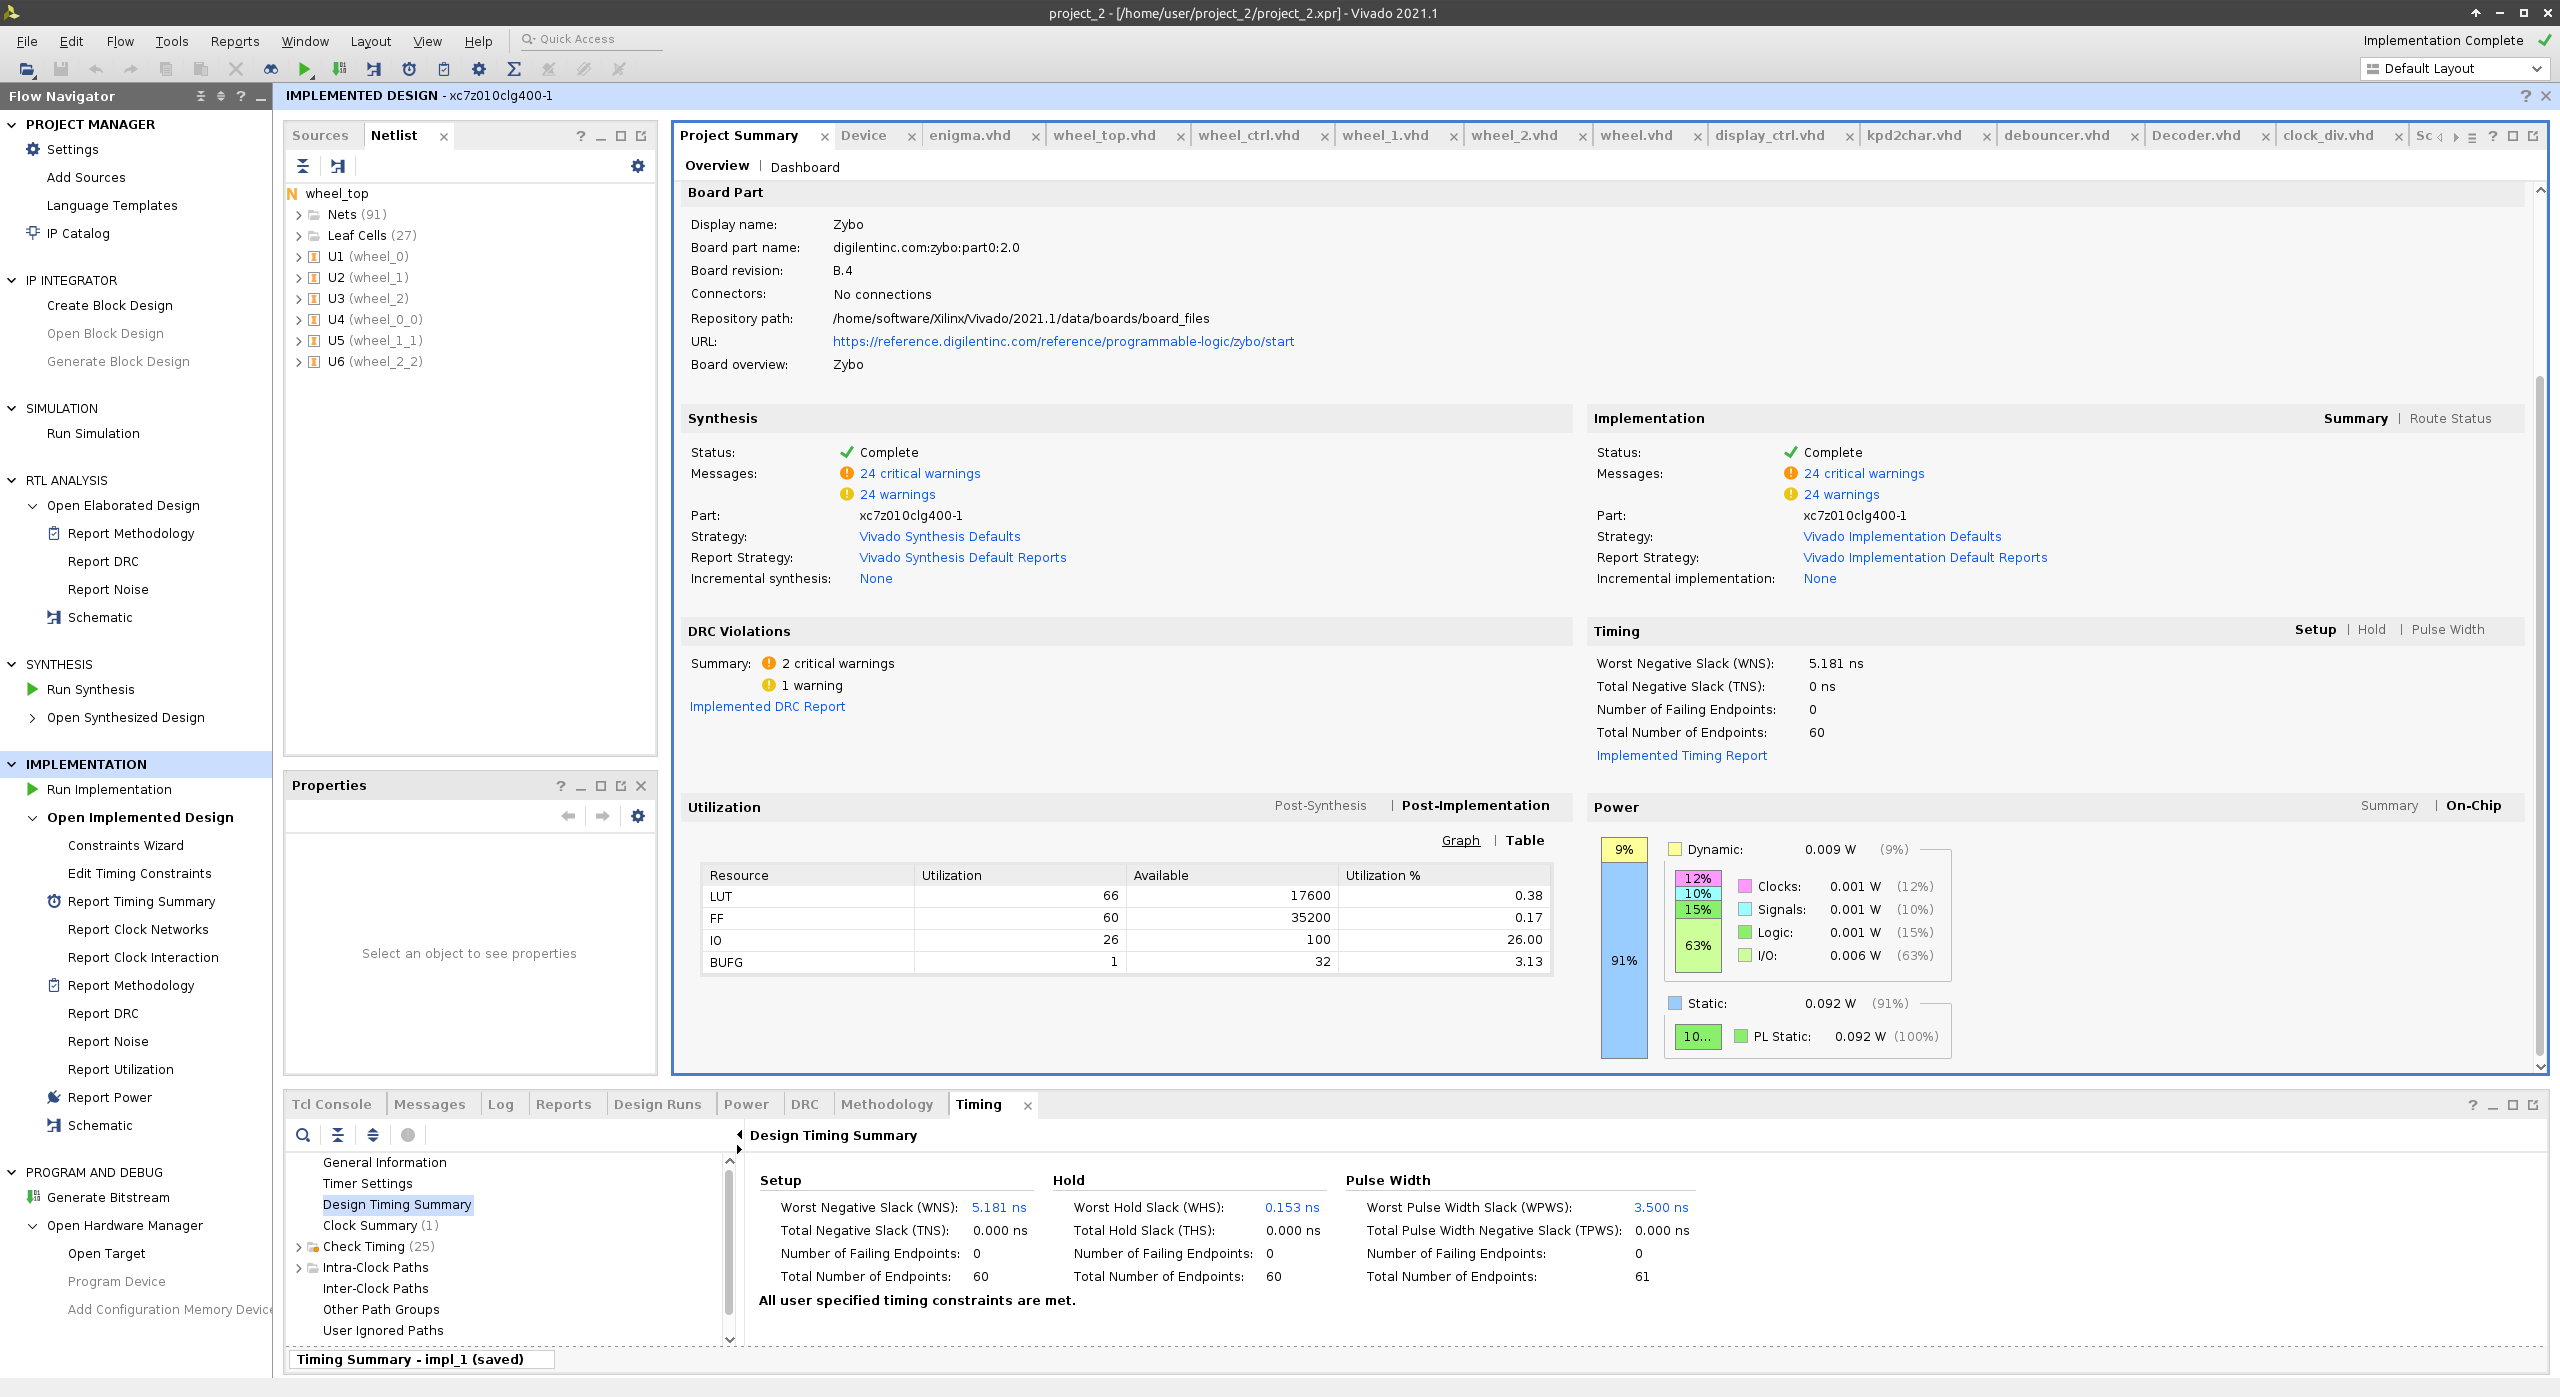 project_2 - [/home/user/project_2/project_2.xpr] - Vivado 2021.1
File Edit Flow Tools Reports Window Layout View Help Quick Access
Implementation Complete
Default Layout
Flow Navigator
IMPLEMENTED DESIGN - xc7z010clg400-1
PROJECT MANAGER
Settings
Add Sources
Language Templates
IP Catalog
IP INTEGRATOR
Create Block Design
Open Block Design
Generate Block Design
SIMULATION
Run Simulation
RTL ANALYSIS
Open Elaborated Design
Report Methodology
Report DRC
Report Noise
Schematic
SYNTHESIS
Run Synthesis
Open Synthesized Design
IMPLEMENTATION
Run Implementation
Open Implemented Design
Constraints Wizard
Edit Timing Constraints
Report Timing Summary
Report Clock Networks
Report Clock Interaction
Report Methodology
Report DRC
Report Noise
Report Utilization
Report Power
Schematic
PROGRAM AND DEBUG
Generate Bitstream
Open Hardware Manager
Open Target
Program Device
Add Configuration Memory Device
Sources Netlist
N wheel_top
Nets (91)
Leaf Cells (27)
U1 (wheel_0)
U2 (wheel_1)
U3 (wheel_2)
U4 (wheel_0_0)
U5 (wheel_1_1)
U6 (wheel_2_2)
Properties
Select an object to see properties
Project Summary Device enigma.vhd wheel_top.vhd wheel_ctrl.vhd wheel_1.vhd wheel_2.vhd wheel.vhd display_ctrl.vhd kpd2char.vhd debouncer.vhd Decoder.vhd clock_div.vhd Sc
Overview | Dashboard
Board Part
Display name: Zybo
Board part name: digilentinc.com:zybo:part0:2.0
Board revision: B.4
Connectors: No connections
Repository path: /home/software/Xilinx/Vivado/2021.1/data/boards/board_files
URL: https://reference.digilentinc.com/reference/programmable-logic/zybo/start
Board overview: Zybo
Synthesis
Status: Complete
Messages: 24 critical warnings
24 warnings
Part: xc7z010clg400-1
Strategy: Vivado Synthesis Defaults
Report Strategy: Vivado Synthesis Default Reports
Incremental synthesis: None
Implementation Summary | Route Status
Status: Complete
Messages: 24 critical warnings
24 warnings
Part: xc7z010clg400-1
Strategy: Vivado Implementation Defaults
Report Strategy: Vivado Implementation Default Reports
Incremental implementation: None
DRC Violations
Summary: 2 critical warnings
1 warning
Implemented DRC Report
Timing Setup | Hold | Pulse Width
Worst Negative Slack (WNS): 5.181 ns
Total Negative Slack (TNS): 0 ns
Number of Failing Endpoints: 0
Total Number of Endpoints: 60
Implemented Timing Report
Utilization Post-Synthesis | Post-Implementation
Graph | Table
Resource Utilization Available Utilization %
LUT 66 17600 0.38
FF 60 35200 0.17
IO 26 100 26.00
BUFG 1 32 3.13
Power Summary | On-Chip
9%
91%
Dynamic: 0.009 W (9%)
12% Clocks: 0.001 W (12%)
10% Signals: 0.001 W (10%)
15% Logic: 0.001 W (15%)
63% I/O: 0.006 W (63%)
Static: 0.092 W (91%)
10... PL Static: 0.092 W (100%)
Tcl Console Messages Log Reports Design Runs Power DRC Methodology Timing
General Information
Timer Settings
Design Timing Summary
Clock Summary (1)
Check Timing (25)
Intra-Clock Paths
Inter-Clock Paths
Other Path Groups
User Ignored Paths
Design Timing Summary
Setup
Worst Negative Slack (WNS): 5.181 ns
Total Negative Slack (TNS): 0.000 ns
Number of Failing Endpoints: 0
Total Number of Endpoints: 60
Hold
Worst Hold Slack (WHS): 0.153 ns
Total Hold Slack (THS): 0.000 ns
Number of Failing Endpoints: 0
Total Number of Endpoints: 60
Pulse Width
Worst Pulse Width Slack (WPWS): 3.500 ns
Total Pulse Width Negative Slack (TPWS): 0.000 ns
Number of Failing Endpoints: 0
Total Number of Endpoints: 61
All user specified timing constraints are met.
Timing Summary - impl_1 (saved)